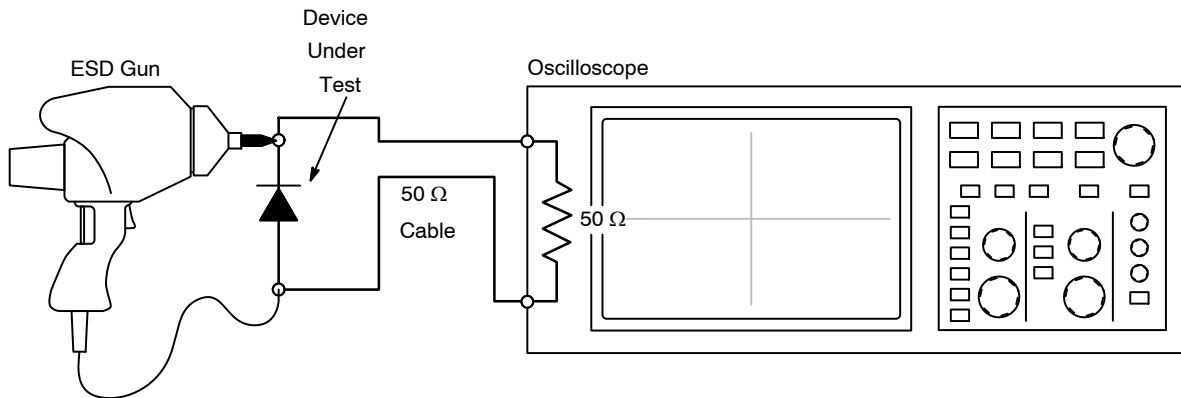 Device
Under
Test
ESD Gun
Oscilloscope
50 Ω
Cable
50 Ω